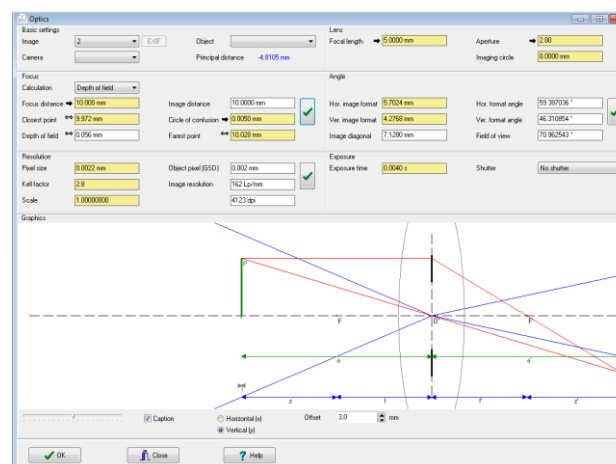 Optics
Basic settings
Image 2 EXIF Object
Camera Principal distance -4.8105 mm
Lens
Focal length 5.0000 mm Aperture 2.80
Imaging circle 0.0000 mm
Focus
Calculation Depth of field
Focus distance 10.000 mm Image distance 10.0000 mm
Closest point 9.972 mm Circle of confusion 0.0050 mm
Depth of field 0.056 mm Farest point 10.028 mm
Angle
Hor. image format 5.7024 mm Hor. format angle 59.387036 °
Ver. image format 4.2768 mm Ver. format angle 46.310854 °
Image diagonal 7.1280 mm Field of view 70.962543 °
Resolution
Pixel size 0.0022 mm Object pixel (GSD) 0.002 mm
Kell factor 2.8 Image resolution 162 Lp/mm
Scale 1.00000000 4123 dpi
Exposure
Exposure time 0.0040 s Shutter No shutter
Graphics
P
F O F'
a a'
z f f' z'
Caption Horizontal (x) Offset 3,0 mm
Vertical (y)
OK Close Help